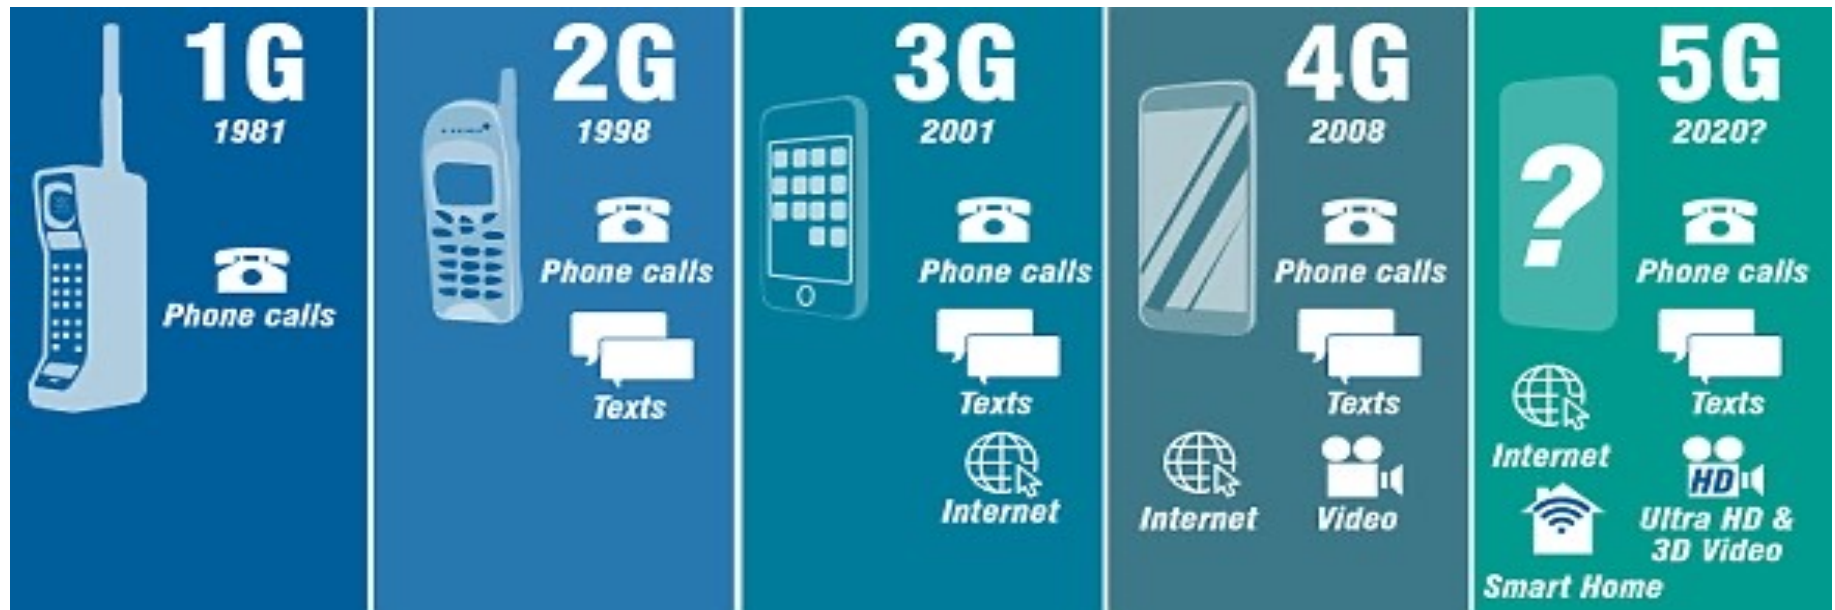 1G
1981
Phone calls
2G
1998
Phone calls
Texts
3G
2001
Phone calls
Texts
Internet
4G
2008
Phone calls
Texts
Internet
Video
5G
2020?
?
Phone calls
Texts
Internet
HD
Ultra HD &
3D Video
Smart Home